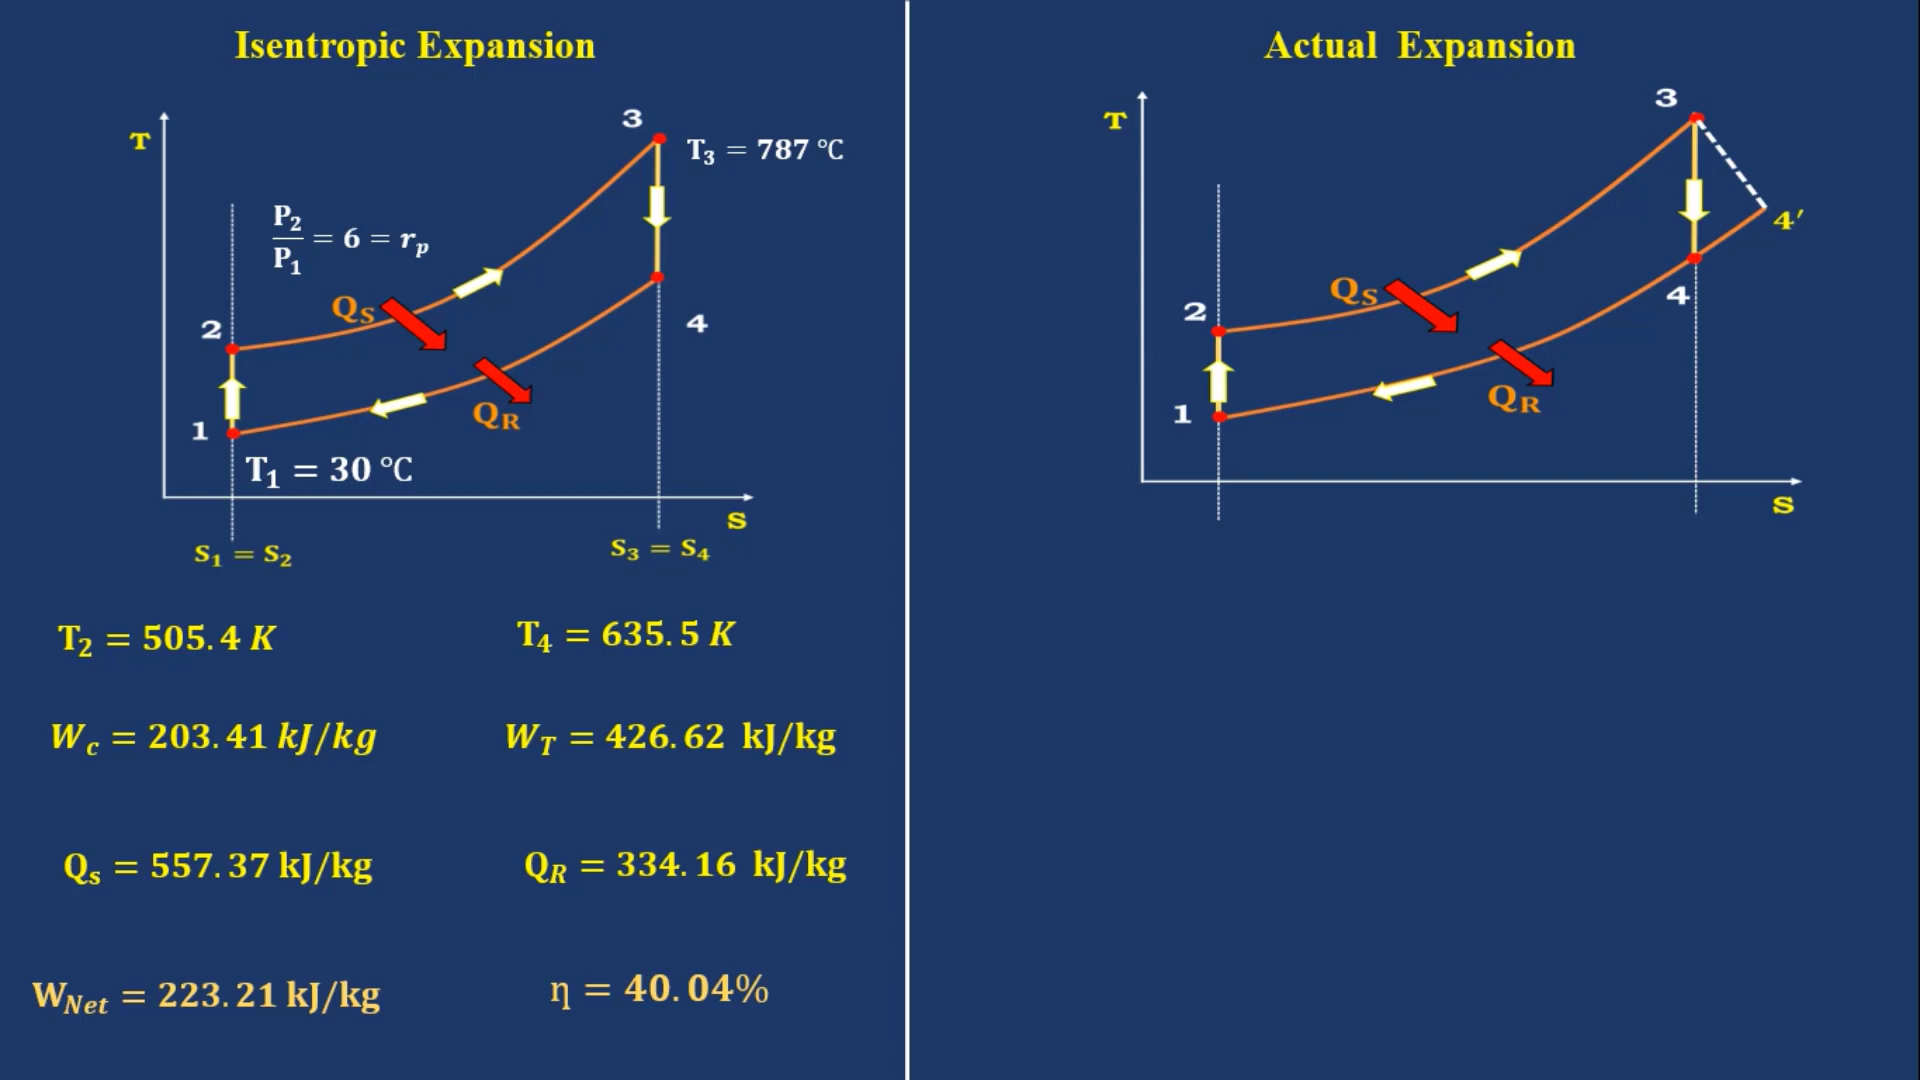 Isentropic Expansion
T
3
T₃ = 787 °C
P₂/P₁ = 6 = rₚ
Qₛ
2
4
1
Q_R
T₁ = 30 °C
S
S₁ = S₂
S₃ = S₄
T₂ = 505.4 K
T₄ = 635.5 K
W_c = 203.41 kJ/kg
W_T = 426.62 kJ/kg
Qₛ = 557.37 kJ/kg
Q_R = 334.16 kJ/kg
W_Net = 223.21 kJ/kg
η = 40.04%
Actual Expansion
3
T
4′
Q_S
4
2
Q_R
1
S